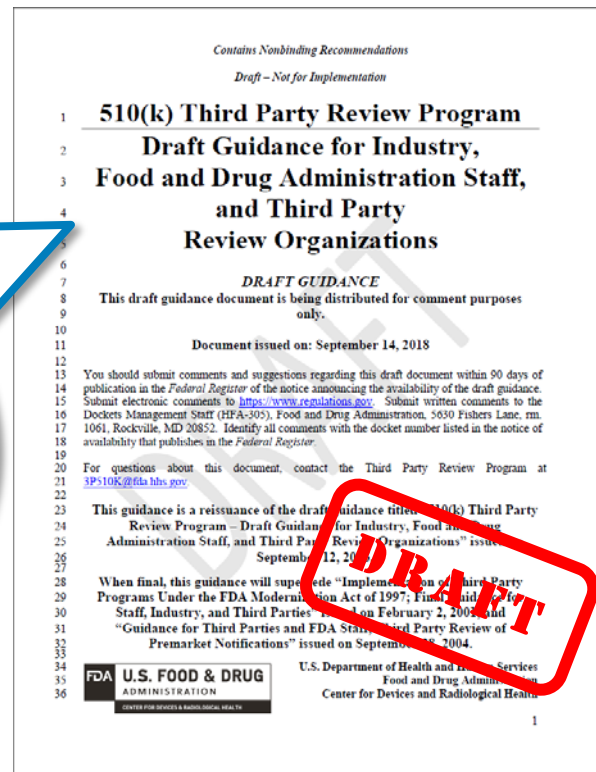 Contains Nonbinding Recommendations
Draft – Not for Implementation
1 510(k) Third Party Review Program
2 Draft Guidance for Industry,
3 Food and Drug Administration Staff,
4 and Third Party
5 Review Organizations
6
7 DRAFT GUIDANCE
8 This draft guidance document is being distributed for comment purposes
9 only.
10
11 Document issued on: September 14, 2018
12
13 You should submit comments and suggestions regarding this draft document within 90 days of
14 publication in the Federal Register of the notice announcing the availability of the draft guidance.
15 Submit electronic comments to https://www.regulations.gov. Submit written comments to the
16 Dockets Management Staff (HFA-305), Food and Drug Administration, 5630 Fishers Lane, rm.
17 1061, Rockville, MD 20852. Identify all comments with the docket number listed in the notice of
18 availability that publishes in the Federal Register.
19
20 For questions about this document, contact the Third Party Review Program at
21 3P510K@fda.hhs.gov
22
23 This guidance is a reissuance of the draft guidance titled "510(k) Third Party
24 Review Program – Draft Guidance for Industry, Food and Drug
25 Administration Staff, and Third Party Review Organizations" issued
26 September 12,
27
28 When final, this guidance will supersede "Implementation of Third Party
29 Programs Under the FDA Modernization Act of 1997; Final Guidance for
30 Staff, Industry, and Third Parties" on February 2, 2001, and
31 "Guidance for Third Parties and FDA Staff; Third Party Review of
32 Premarket Notifications" issued on September 28, 2004.
33
34 U.S. Department of Health and Human Services
35 Food and Drug Administration
36 Center for Devices and Radiological Health
FDA U.S. FOOD & DRUG
ADMINISTRATION
CENTER FOR DEVICES & RADIOLOGICAL HEALTH
1
DRAFT
DRAFT